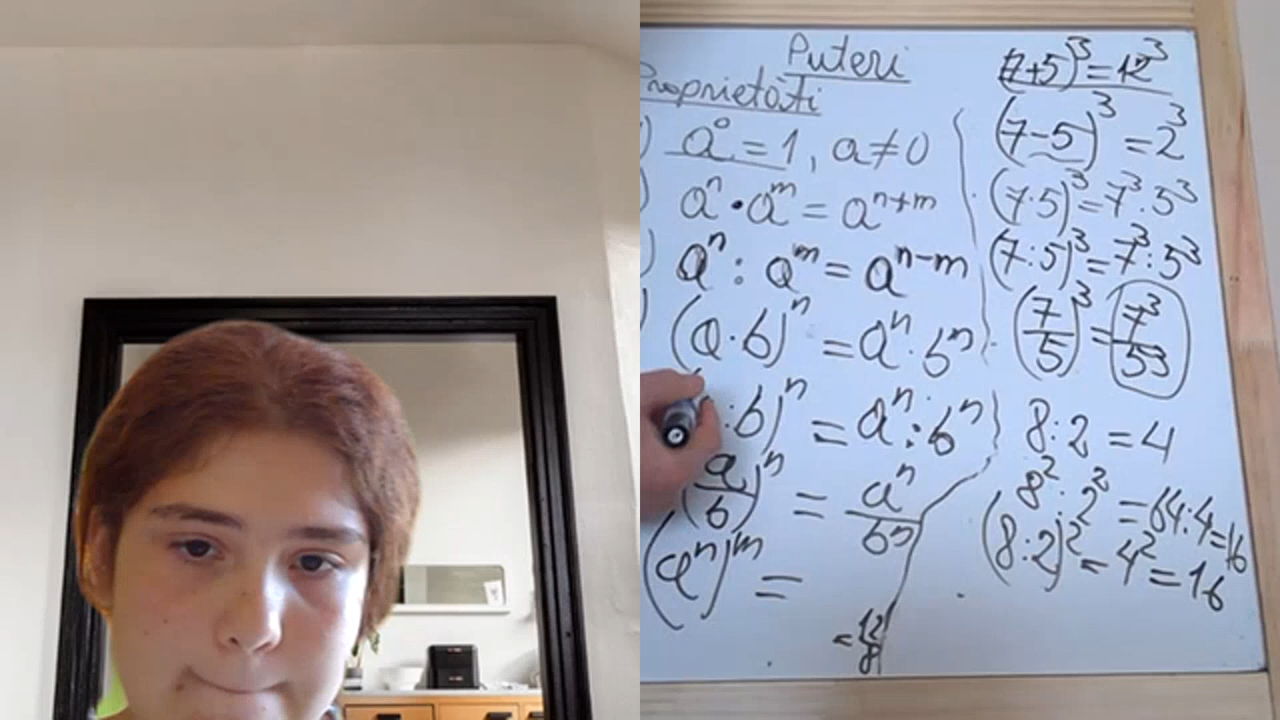 Puteri
Proprietăți
) a⁰ = 1, a ≠ 0
) aⁿ · aᵐ = aⁿ⁺ᵐ
) aⁿ : aᵐ = aⁿ⁻ᵐ
) (a · b)ⁿ = aⁿ · bⁿ
: b)ⁿ = aⁿ : bⁿ
(a/b)ⁿ = aⁿ/bⁿ
(aⁿ)ᵐ =
(7+5)³ = 12³
(7-5)³ = 2³
(7·5)³ = 7³·5³
(7:5)³ = 7³:5³
(7/5)³ = 7³/5³
8:2 = 4
8² : 2² = 64:4 = 16
(8:2)² = 4² = 16